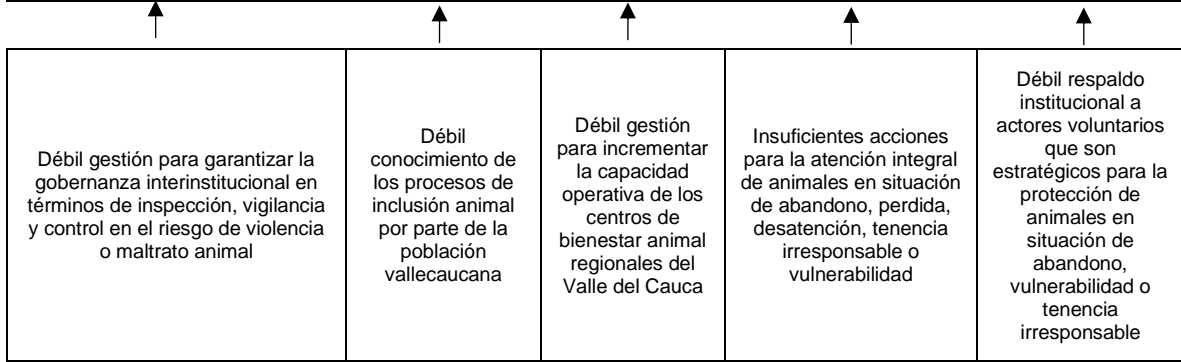 Débil gestión para garantizar la
gobernanza interinstitucional en
términos de inspección, vigilancia
y control en el riesgo de violencia
o maltrato animal
Débil
conocimiento de
los procesos de
inclusión animal
por parte de la
población
vallecaucana
Débil gestión
para incrementar
la capacidad
operativa de los
centros de
bienestar animal
regionales del
Valle del Cauca
Insuficientes acciones
para la atención integral
de animales en situación
de abandono, perdida,
desatención, tenencia
irresponsable o
vulnerabilidad
Débil respaldo
institucional a
actores voluntarios
que son
estratégicos para la
protección de
animales en
situación de
abandono,
vulnerabilidad o
tenencia
irresponsable